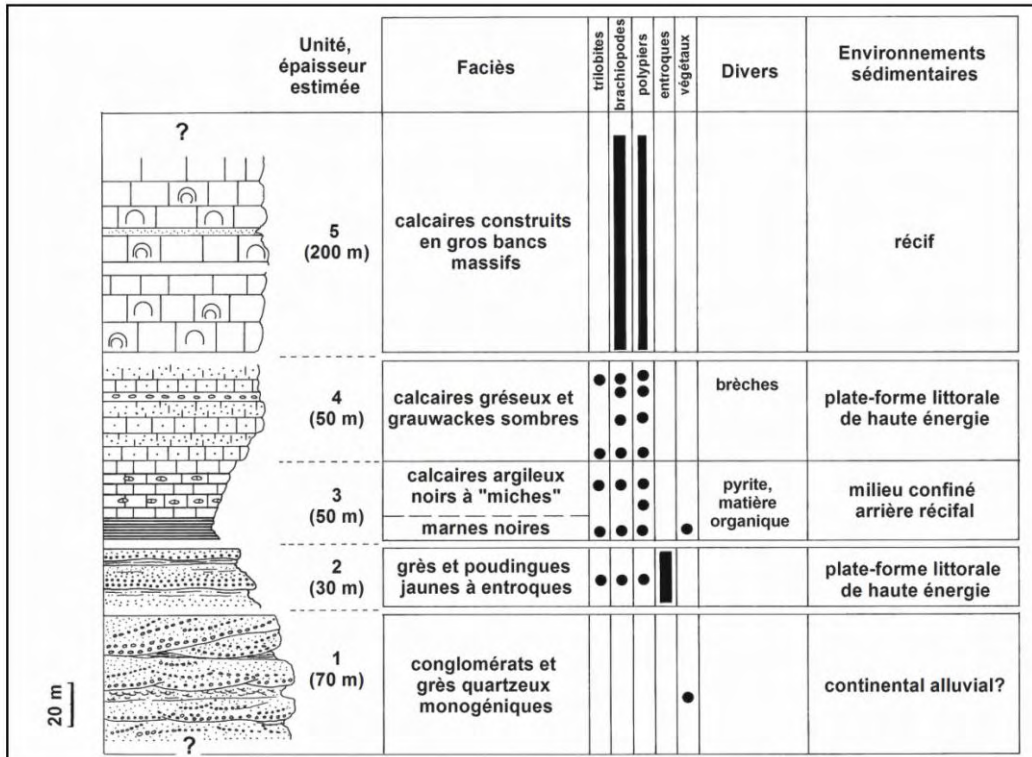 Unité,
épaisseur
estimée
Faciès
trilobites
brachiopodes
polypiers
entroques
végétaux
Divers
Environnements
sédimentaires
?
5
(200 m)
calcaires construits
en gros bancs
massifs
récif
4
(50 m)
calcaires gréseux et
grauwackes sombres
brèches
plate-forme littorale
de haute énergie
3
(50 m)
calcaires argileux
noirs à "miches"
marnes noires
pyrite,
matière
organique
milieu confiné
arrière récifal
2
(30 m)
grès et poudingues
jaunes à entroques
plate-forme littorale
de haute énergie
1
(70 m)
conglomérats et
grès quartzeux
monogéniques
continental alluvial?
20 m
?